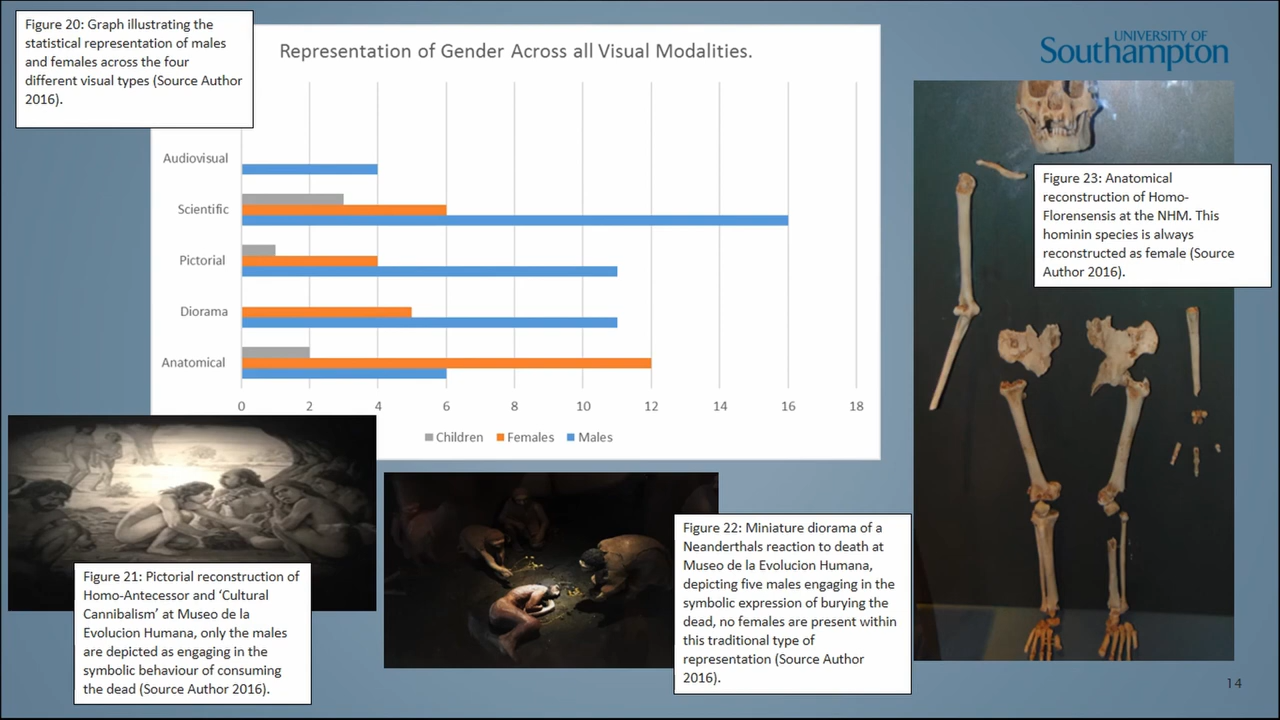 Figure 20: Graph illustrating the
statistical representation of males
and females across the four
different visual types (Source Author
2016).
Representation of Gender Across all Visual Modalities.
UNIVERSITY OF
Southampton
Audiovisual
Scientific
Pictorial
Diorama
Anatomical
0 2 4 6 8 10 12 14 16 18
Children Females Males
Figure 23: Anatomical
reconstruction of Homo-
Florensensis at the NHM. This
hominin species is always
reconstructed as female (Source
Author 2016).
Figure 21: Pictorial reconstruction of
Homo-Antecessor and ‘Cultural
Cannibalism’ at Museo de la
Evolucion Humana, only the males
are depicted as engaging in the
symbolic behaviour of consuming
the dead (Source Author 2016).
Figure 22: Miniature diorama of a
Neanderthals reaction to death at
Museo de la Evolucion Humana,
depicting five males engaging in the
symbolic expression of burying the
dead, no females are present within
this traditional type of
representation (Source Author
2016).
14